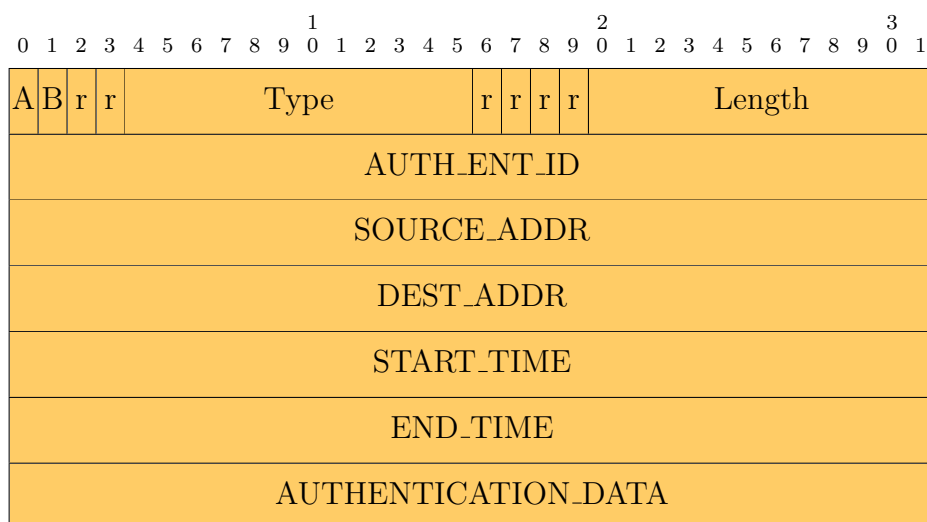 1 2 3
0 1 2 3 4 5 6 7 8 9 0 1 2 3 4 5 6 7 8 9 0 1 2 3 4 5 6 7 8 9 0 1
A B r r Type r r r r Length
AUTH_ENT_ID
SOURCE_ADDR
DEST_ADDR
START_TIME
END_TIME
AUTHENTICATION_DATA